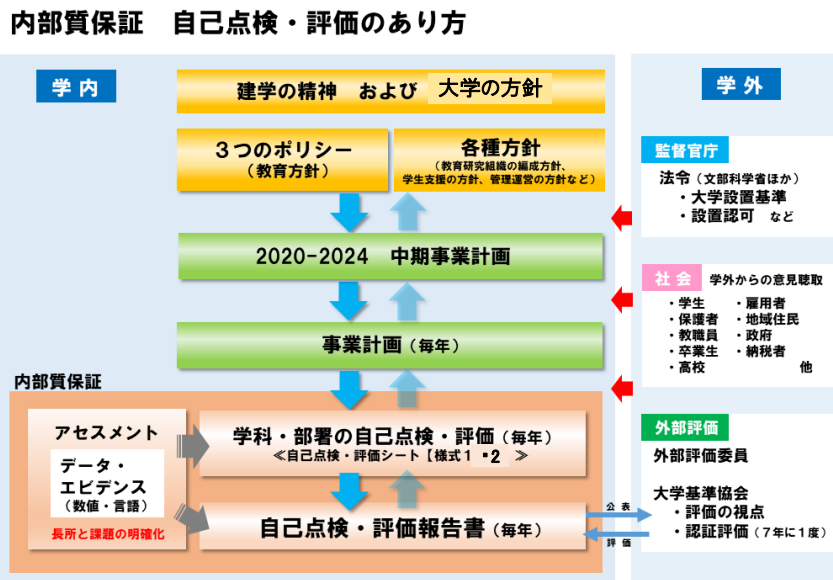 内部質保証　自己点検・評価のあり方
学内
建学の精神　および　大学の方針
３つのポリシー
（教育方針）
各種方針
（教育研究組織の編成方針、
学生支援の方針、管理運営の方針など）
2020-2024　中期事業計画
事業計画（毎年）
内部質保証
アセスメント
データ・
エビデンス
（数値・言語）
長所と課題の明確化
学科・部署の自己点検・評価（毎年）
≪自己点検・評価シート【様式１・２ ≫
自己点検・評価報告書（毎年）
公表
評価
学外
監督官庁
法令（文部科学省ほか）
・大学設置基準
・設置認可　など
社会　学外からの意見聴取
・学生　・雇用者
・保護者　・地域住民
・教職員　・政府
・卒業生　・納税者
・高校　他
外部評価
外部評価委員
大学基準協会
・評価の視点
・認証評価（７年に１度）